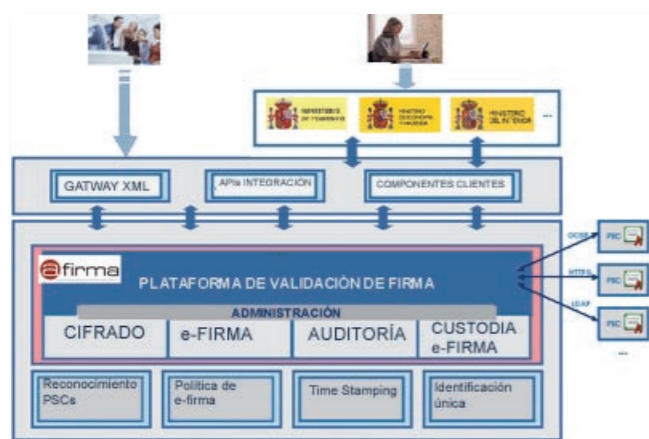 MINISTERIO
DE FOMENTO
MINISTERIO
DE ECONOMÍA
Y HACIENDA
MINISTERIO
DEL INTERIOR
...
GATWAY XML
APIs INTEGRACIÓN
COMPONENTES CLIENTES
@firma
PLATAFORMA DE VALIDACIÓN DE FIRMA
ADMINISTRACIÓN
CIFRADO
e-FIRMA
AUDITORÍA
CUSTODIA
e-FIRMA
Reconocimiento
PSCs
Política de
e-firma
Time Stamping
Identificación
única
OCSP
PSC
HTTPS
PSC
LDAP
PSC
...